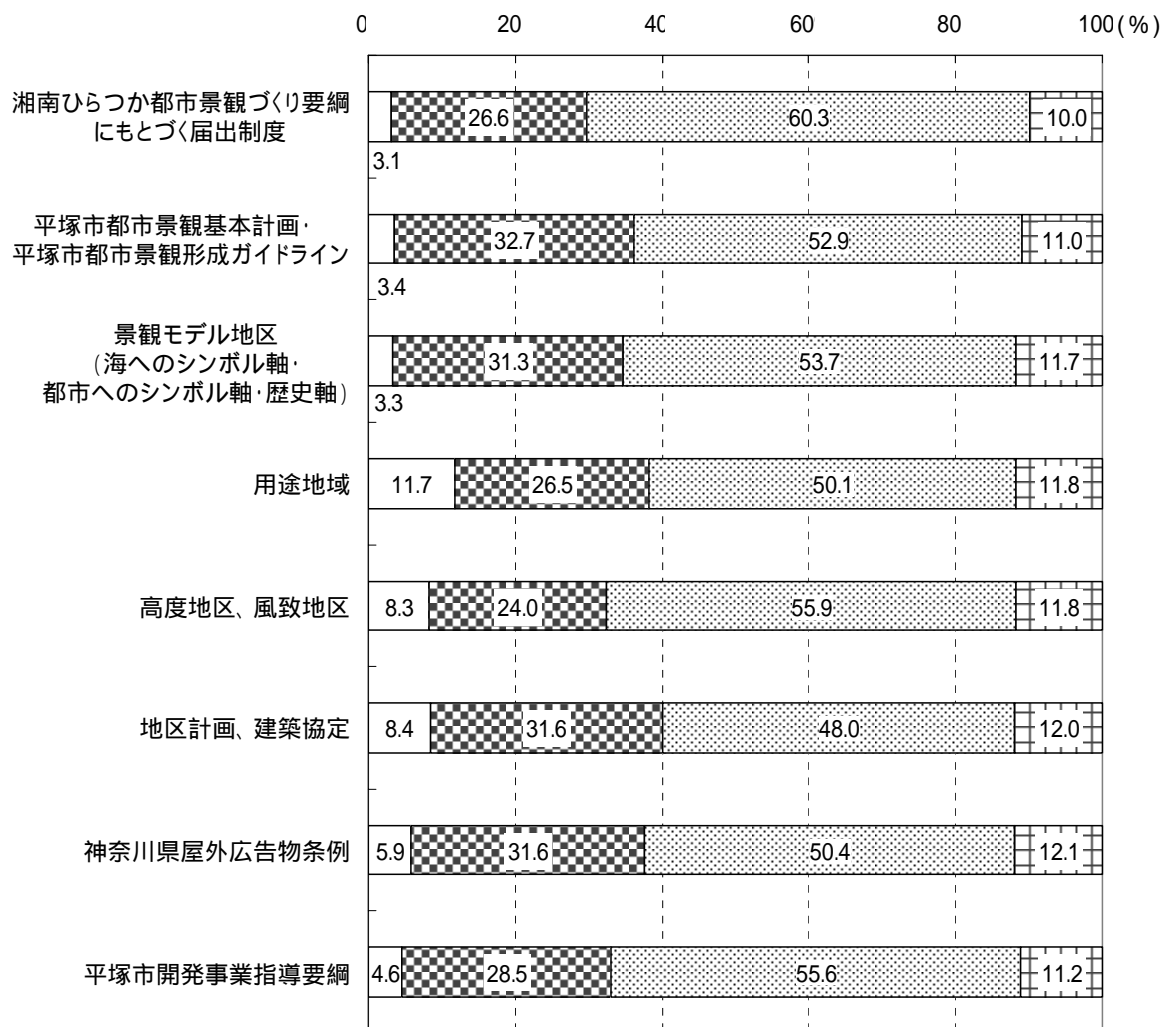 0 20 40 60 80 100(%)
湘南ひらつか都市景観づくり要綱
にもとづく届出制度
26.6 60.3 10.0
3.1
平塚市都市景観基本計画・
平塚市都市景観形成ガイドライン
32.7 52.9 11.0
3.4
景観モデル地区
(海へのシンボル軸・
都市へのシンボル軸・歴史軸)
31.3 53.7 11.7
3.3
用途地域
11.7 26.5 50.1 11.8
高度地区、風致地区
8.3 24.0 55.9 11.8
地区計画、建築協定
8.4 31.6 48.0 12.0
神奈川県屋外広告物条例
5.9 31.6 50.4 12.1
平塚市開発事業指導要綱
4.6 28.5 55.6 11.2